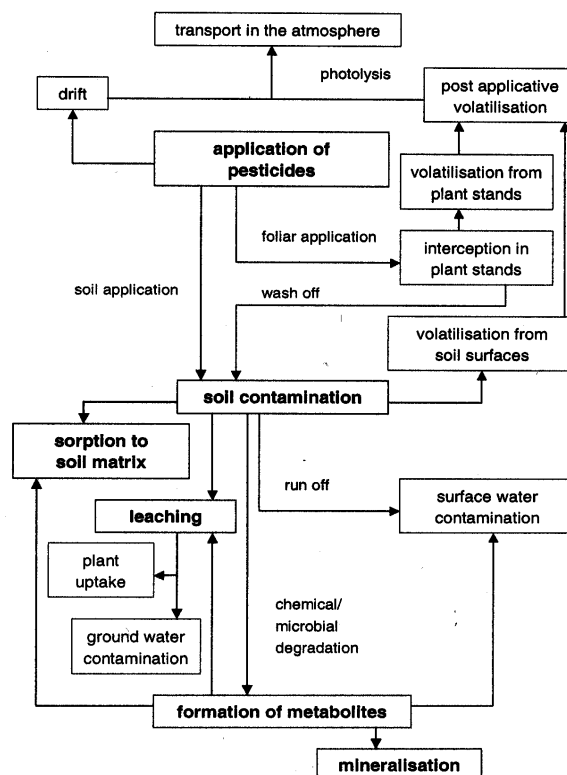 transport in the atmosphere
photolysis
drift
post applicative
volatilisation
application of
pesticides
volatilisation from
plant stands
foliar application
interception in
plant stands
soil application
wash off
volatilisation from
soil surfaces
soil contamination
sorption to
soil matrix
run off
surface water
contamination
leaching
plant
uptake
chemical/
microbial
degradation
ground water
contamination
formation of metabolites
mineralisation